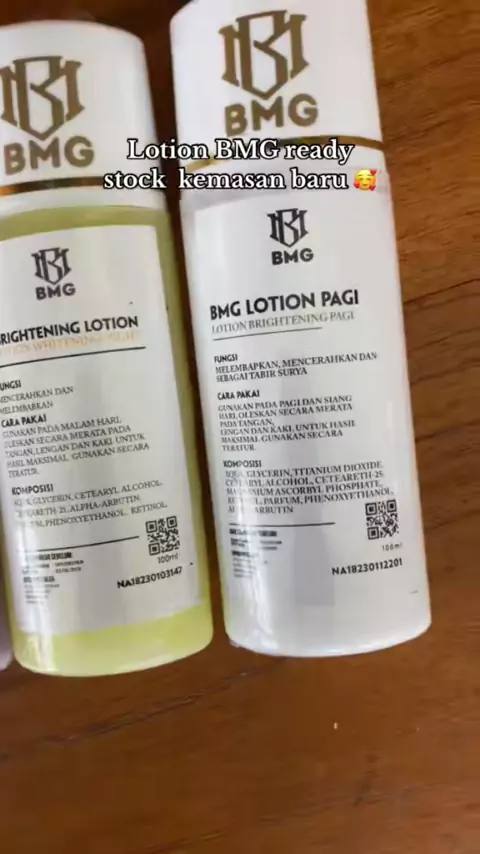 BMG
BMG
Lotion BMG ready
stock kemasan baru 🥰
BMG
RIGHTENING LOTION
MENCERAHKAN DAN
CARA PAKAI
GUNAKAN PADA MALAM HARI,
OLESKAN SECARA MERATA PADA
TANGAN, LENGAN DAN KAKI. UNTUK
HASIL MAKSIMAL GUNAKAN SECARA
TERATUR.
KOMPOSISI
AQUA, GLYCERIN, CETEARYL ALCOHOL,
ALPHA-ARBUTIN,
PHENOXYETHANOL, RETINOL.
100ml
NA18230103147
BMG
BMG LOTION PAGI
LOTION BRIGHTENING PAGI
FUNGSI
MELEMBAPKAN, MENCERAHKAN DAN
SEBAGAI TABIR SURYA
CARA PAKAI
GUNAKAN PADA PAGI DAN SIANG
HARI, OLESKAN SECARA MERATA
PADA TANGAN,
LENGAN DAN KAKI. UNTUK HASIL
MAKSIMAL GUNAKAN SECARA
TERATUR.
KOMPOSISI
AQUA, GLYCERIN, TITANIUM DIOXIDE,
CETEARYL ALCOHOL, CETEARETH-25,
MAGNESIUM ASCORBYL PHOSPHATE,
PARFUM, PHENOXYETHANOL,
ARBUTIN
100ml
NA18230112201